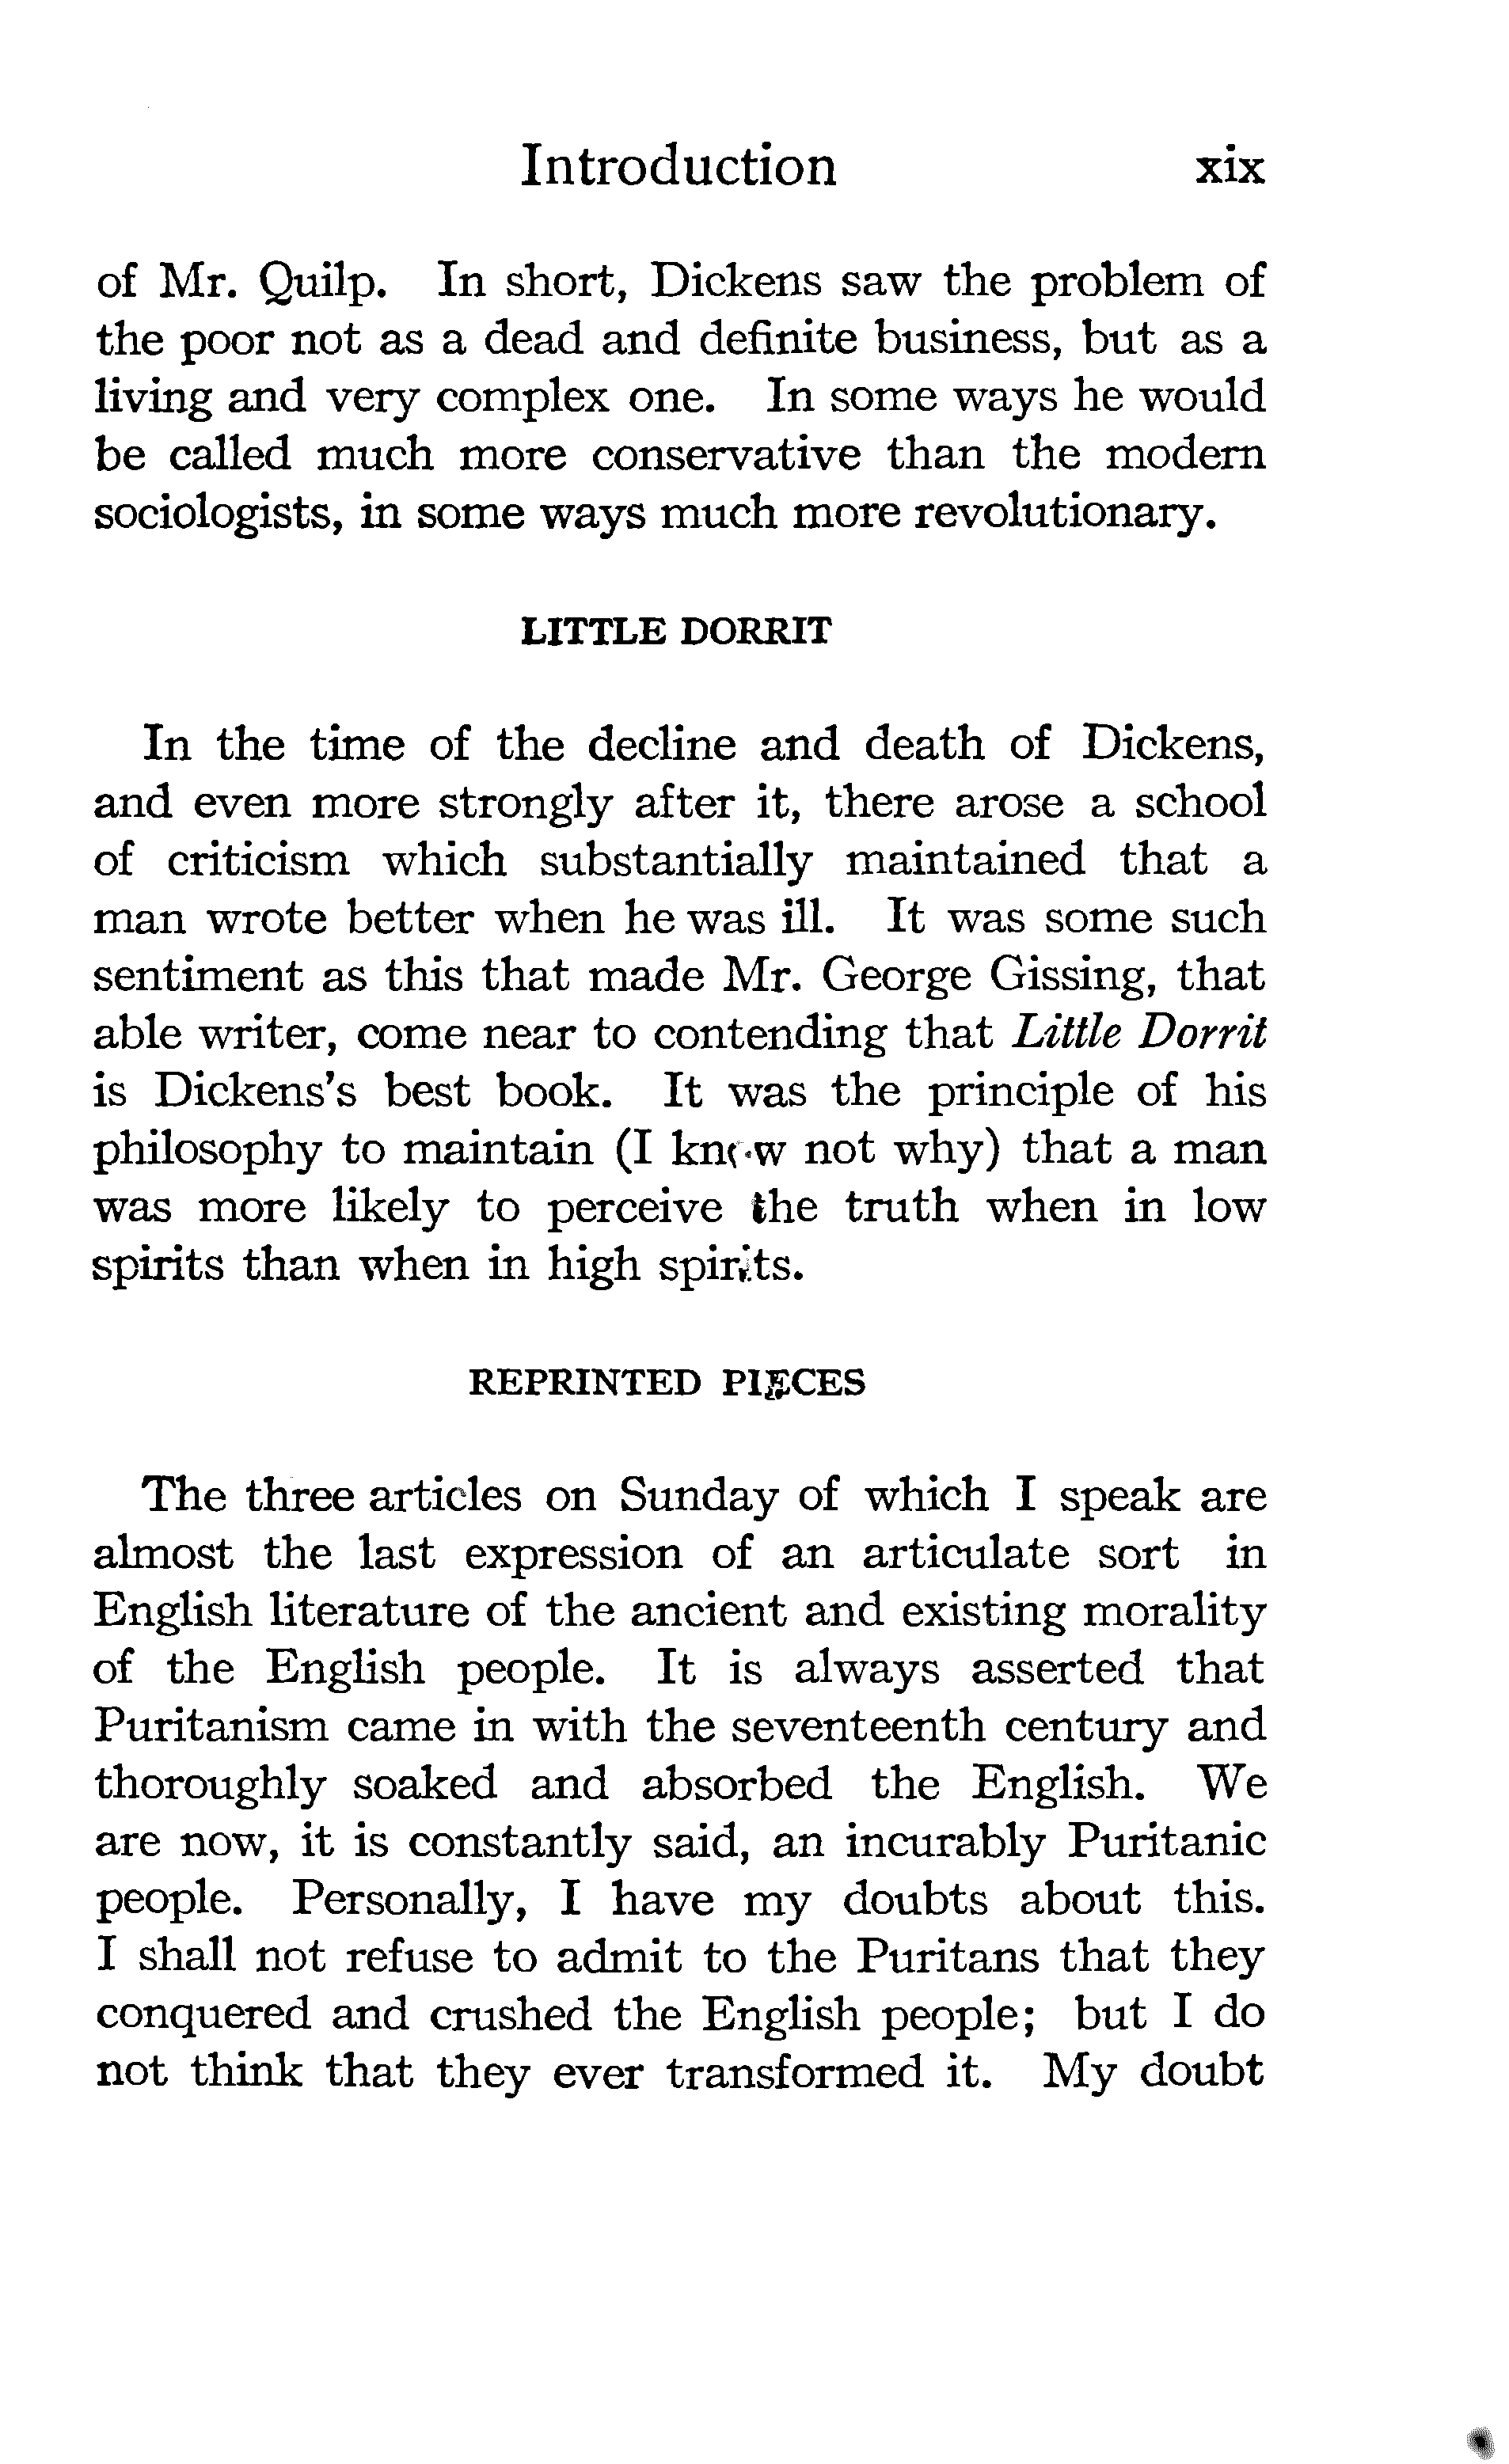 Introduction xix
of Mr. Quilp. In short, Dickens saw the problem of
the poor not as a dead and definite business, but as a
living and very complex one. In some ways he would
be called much more conservative than the modern
sociologists, in some ways much more revolutionary.
LITTLE DORRIT
In the time of the decline and death of Dickens,
and even more strongly after it, there arose a school
of criticism which substantially maintained that a
man wrote better when he was ill. It was some such
sentiment as this that made Mr. George Gissing, that
able writer, come near to contending that Little Dorrit
is Dickens's best book. It was the principle of his
philosophy to maintain (I know not why) that a man
was more likely to perceive the truth when in low
spirits than when in high spirits.
REPRINTED PIECES
The three articles on Sunday of which I speak are
almost the last expression of an articulate sort in
English literature of the ancient and existing morality
of the English people. It is always asserted that
Puritanism came in with the seventeenth century and
thoroughly soaked and absorbed the English. We
are now, it is constantly said, an incurably Puritanic
people. Personally, I have my doubts about this.
I shall not refuse to admit to the Puritans that they
conquered and crushed the English people; but I do
not think that they ever transformed it. My doubt